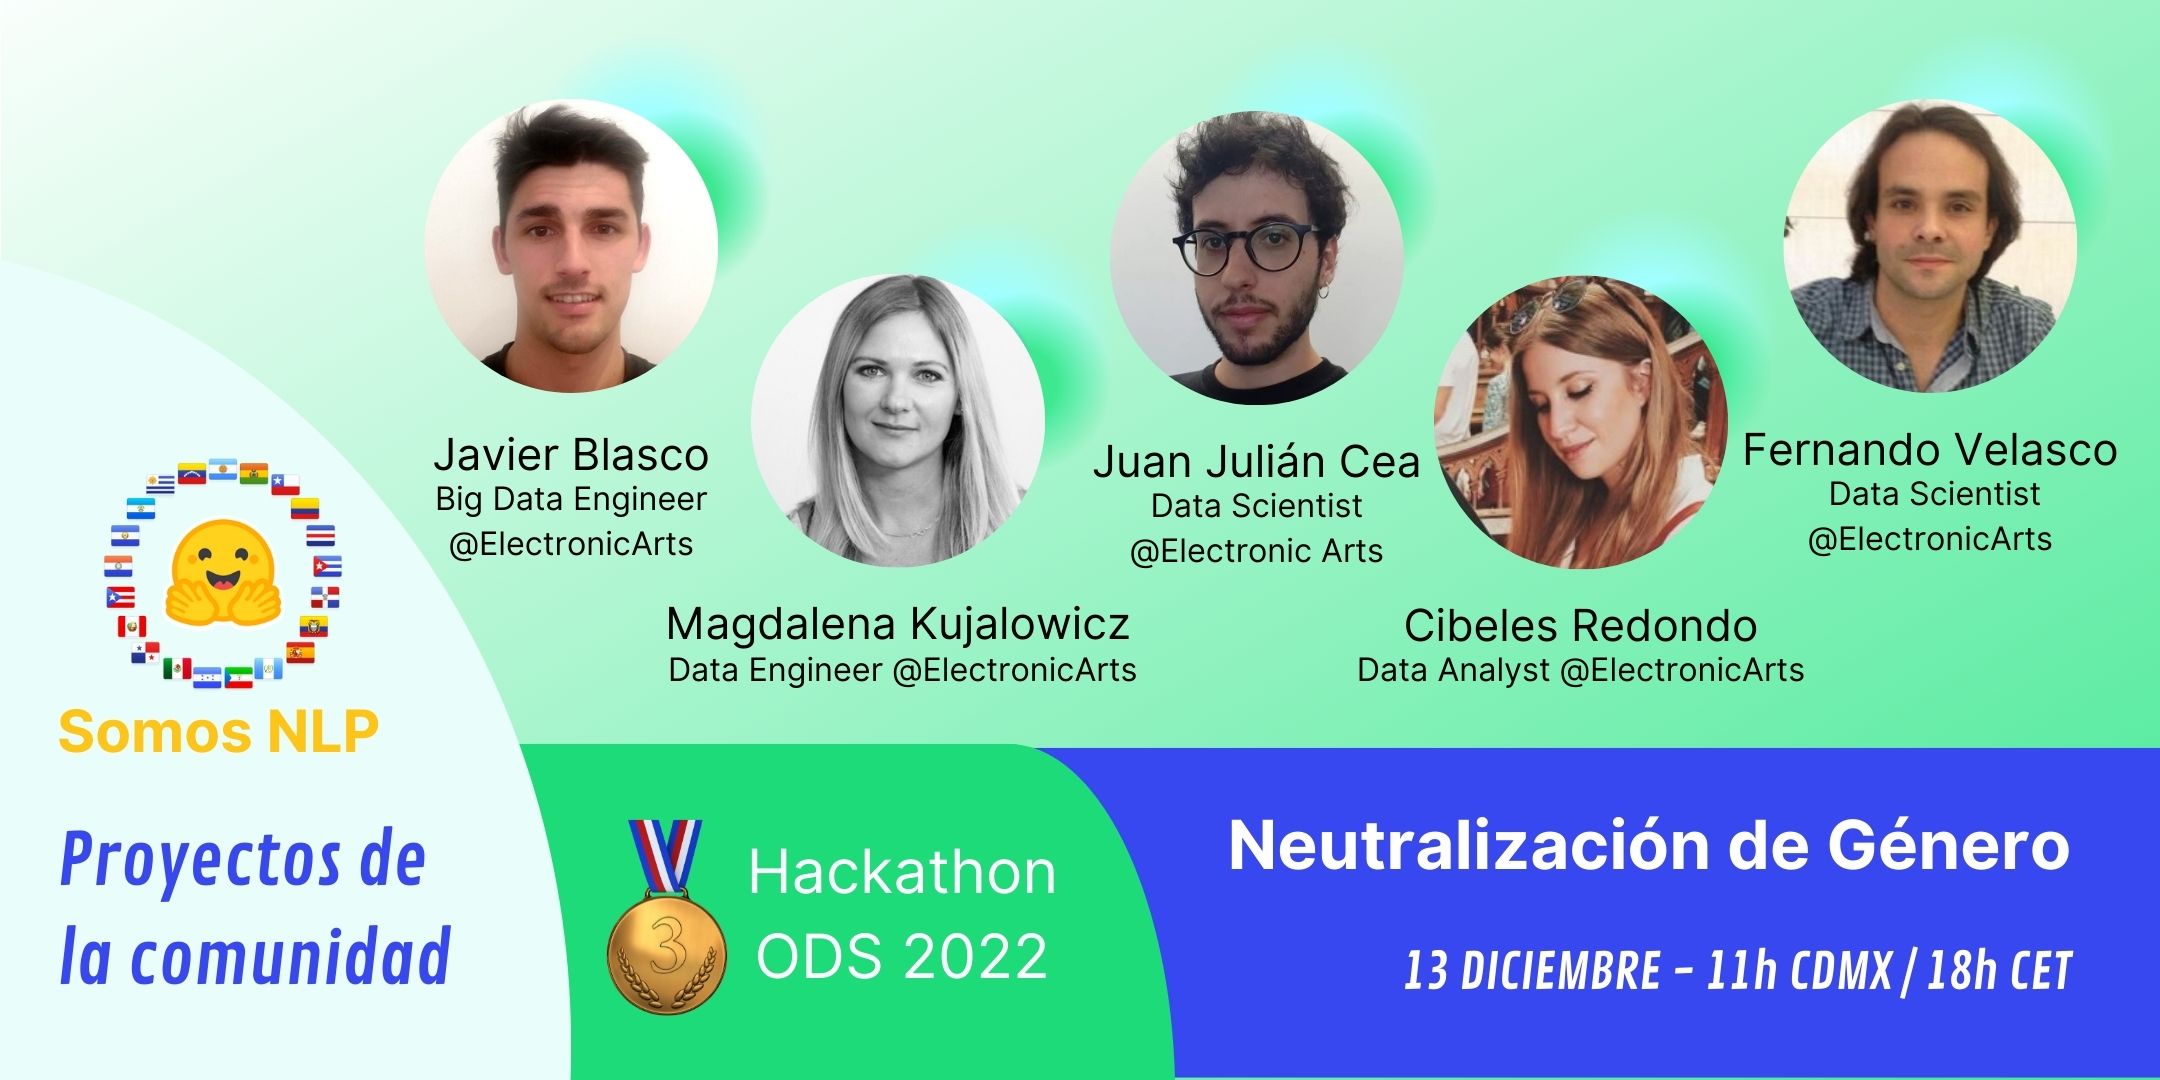 Javier Blasco
Big Data Engineer
@ElectronicArts
Magdalena Kujalowicz
Data Engineer @ElectronicArts
Juan Julián Cea
Data Scientist
@Electronic Arts
Cibeles Redondo
Data Analyst @ElectronicArts
Fernando Velasco
Data Scientist
@ElectronicArts
Somos NLP
Proyectos de
la comunidad
3
Hackathon
ODS 2022
Neutralización de Género
13 DICIEMBRE - 11h CDMX / 18h CET